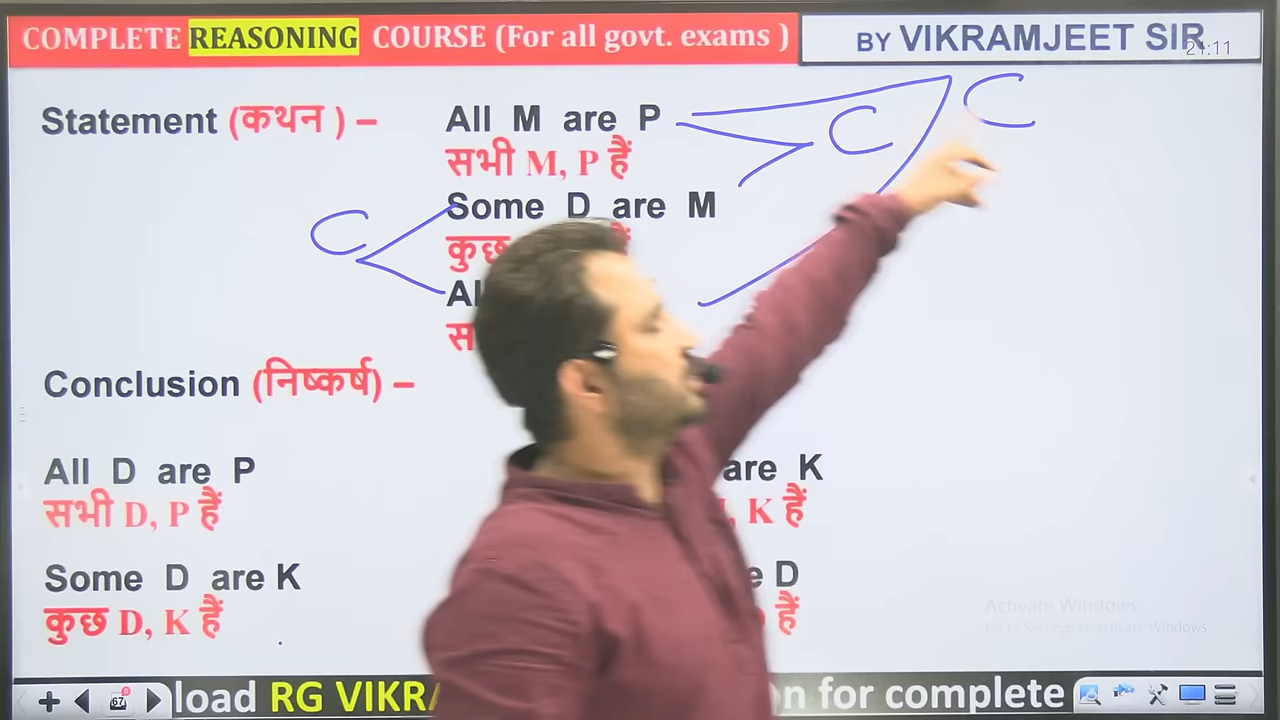 COMPLETE REASONING COURSE (For all govt. exams )
BY VIKRAMJEET SIR
21:11
Statement (कथन ) –
All M are P
सभी M, P हैं
C
C
Some D are M
कुछ
C
Conclusion (निष्कर्ष) –
All D are P
सभी D, P हैं
are K
, K हैं
Some D are K
कुछ D, K हैं
D
हैं
Activate Windows
Go to Settings to activate Windows.
67
load RG VIKR
on for complete